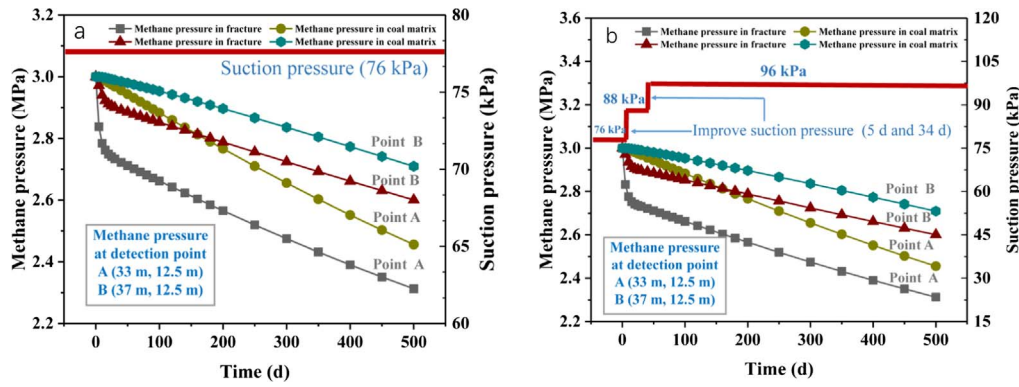 a
Methane pressure in fracture
Methane pressure in coal matrix
Methane pressure in fracture
Methane pressure in coal matrix
Suction pressure (76 kPa)
Point B
Point B
Point A
Point A
Methane pressure
at detection point
A (33 m, 12.5 m)
B (37 m, 12.5 m)
Methane pressure (MPa)
3.2
3.0
2.8
2.6
2.4
2.2
Suction pressure (kPa)
80
75
70
65
60
0
100
200
300
400
500
Time (d)
b
Methane pressure in fracture
Methane pressure in coal matrix
Methane pressure in fracture
Methane pressure in coal matrix
96 kPa
88 kPa
76 kPa
Improve suction pressure (5 d and 34 d)
Point B
Point B
Point A
Point A
Methane pressure
at detection point
A (33 m, 12.5 m)
B (37 m, 12.5 m)
Methane pressure (MPa)
3.6
3.4
3.2
3.0
2.8
2.6
2.4
2.2
Suction pressure (kPa)
120
105
90
75
60
45
30
15
0
100
200
300
400
500
Time (d)